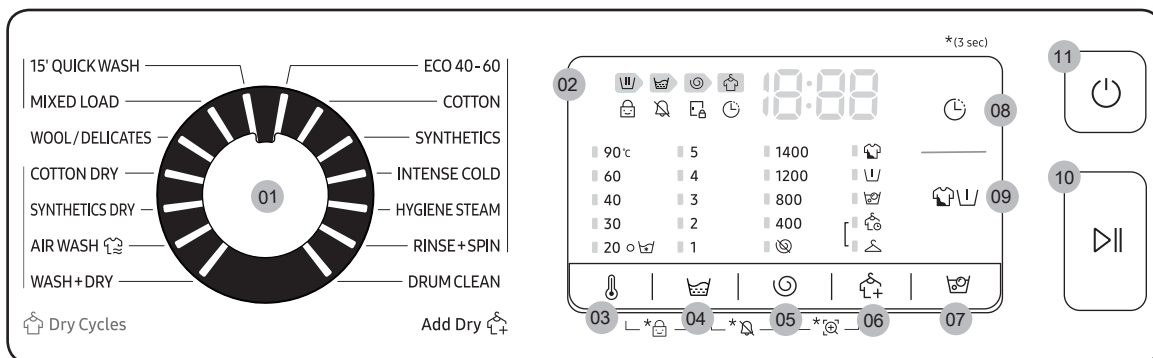 *(3 sec)
15' QUICK WASH
MIXED LOAD
WOOL/DELICATES
COTTON DRY
SYNTHETICS DRY
AIR WASH
WASH+DRY
ECO 40-60
COTTON
SYNTHETICS
INTENSE COLD
HYGIENE STEAM
RINSE+SPIN
DRUM CLEAN
Dry Cycles
Add Dry
01
02
18:88
90℃ 5 1400
60 4 1200
40 3 800
30 2 400
20 1
03 04 05 06 07
* * *
08
09
10
11